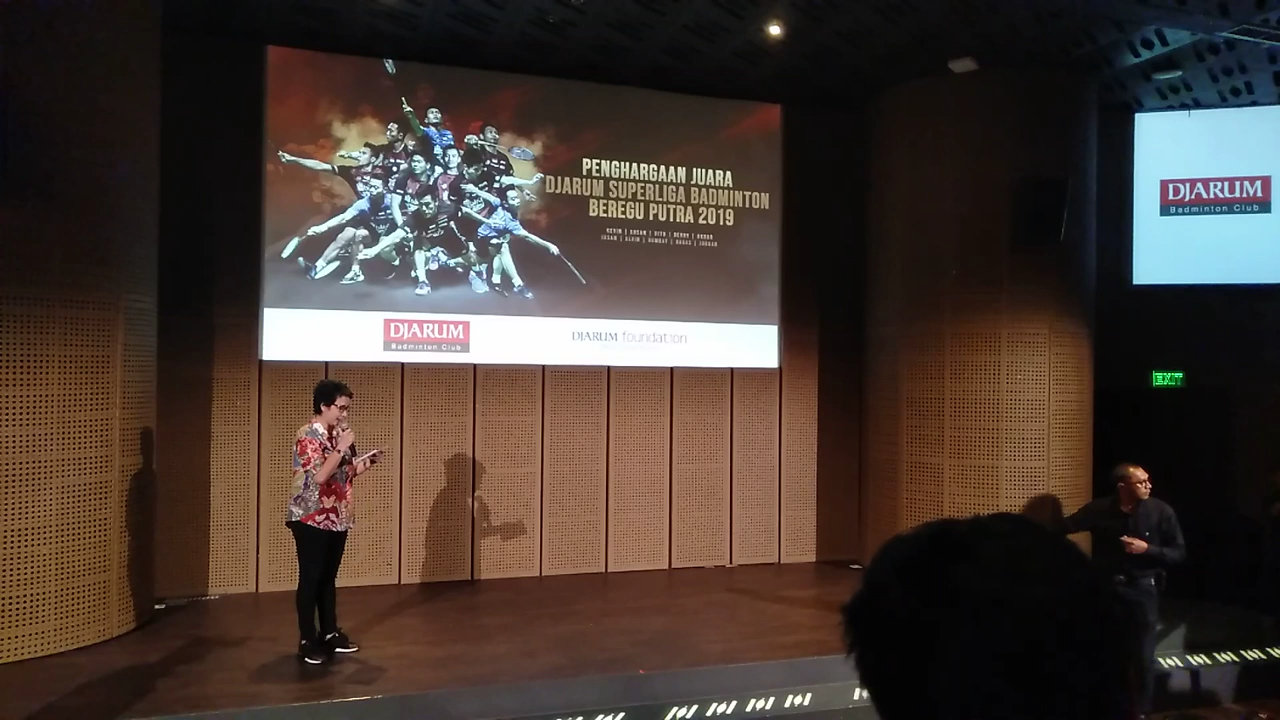 PENGHARGAAN JUARA
DJARUM SUPERLIGA BADMINTON
BEREGU PUTRA 2019
DJARUM
Badminton Club
DJARUM foundation
DJARUM
Badminton Club
EXIT